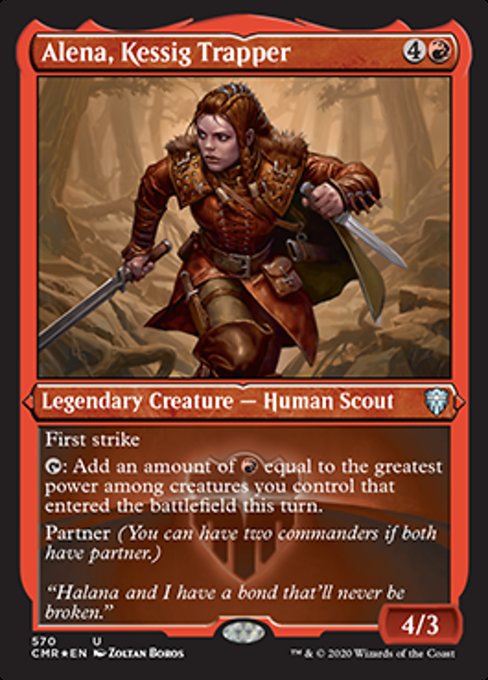 Alena, Kessig Trapper 4
Legendary Creature — Human Scout
First strike
: Add an amount of equal to the greatest
power among creatures you control that
entered the battlefield this turn.
Partner (You can have two commanders if both
have partner.)
"Halana and I have a bond that'll never be
broken."
4/3
570 U
CMR★EN Zoltan Boros
™ & © 2020 Wizards of the Coast